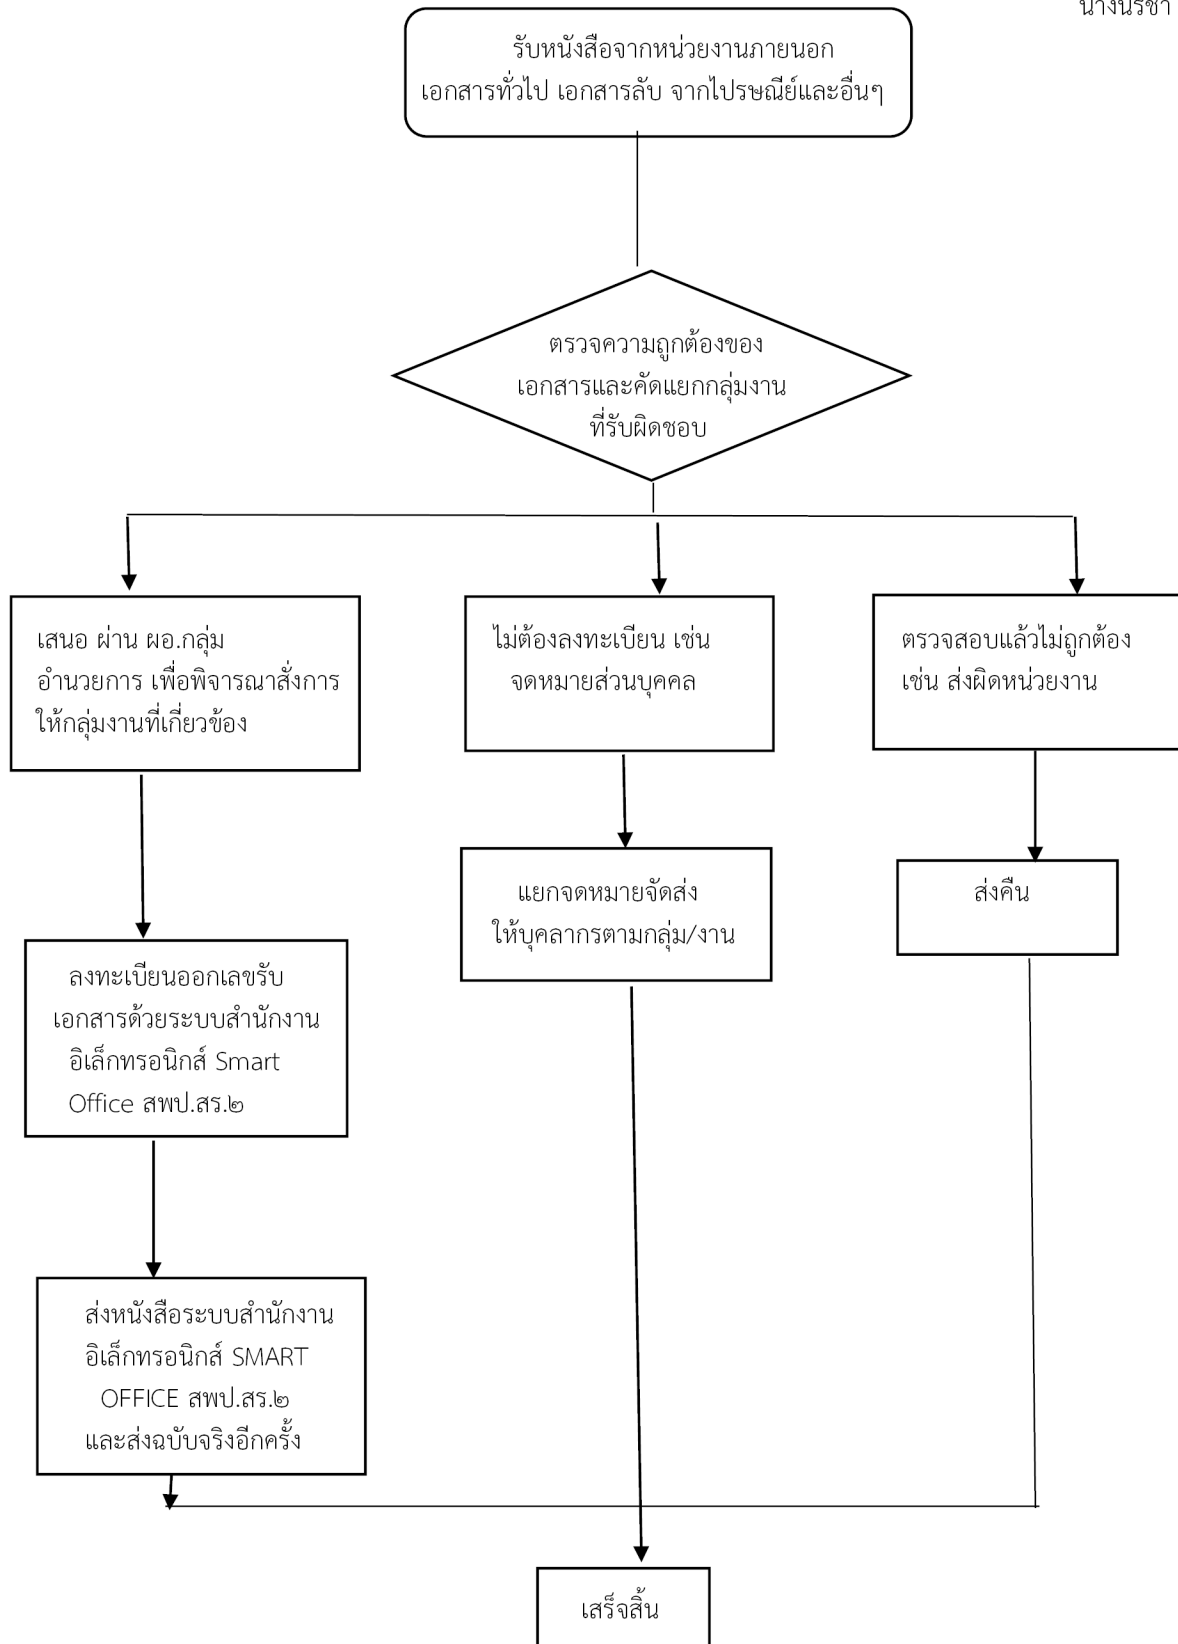 นางนิรชา
รับหนังสือจากหน่วยงานภายนอก
เอกสารทั่วไป เอกสารลับ จากไปรษณีย์และอื่นๆ
ตรวจความถูกต้องของ
เอกสารและคัดแยกกลุ่มงาน
ที่รับผิดชอบ
เสนอ ผ่าน ผอ.กลุ่ม
อำนวยการ เพื่อพิจารณาสั่งการ
ให้กลุ่มงานที่เกี่ยวข้อง
ไม่ต้องลงทะเบียน เช่น
จดหมายส่วนบุคคล
ตรวจสอบแล้วไม่ถูกต้อง
เช่น ส่งผิดหน่วยงาน
แยกจดหมายจัดส่ง
ให้บุคลากรตามกลุ่ม/งาน
ส่งคืน
ลงทะเบียนออกเลขรับ
เอกสารด้วยระบบสำนักงาน
อิเล็กทรอนิกส์ Smart
Office สพป.สร.๒
ส่งหนังสือระบบสำนักงาน
อิเล็กทรอนิกส์ SMART
OFFICE สพป.สร.๒
และส่งฉบับจริงอีกครั้ง
เสร็จสิ้น